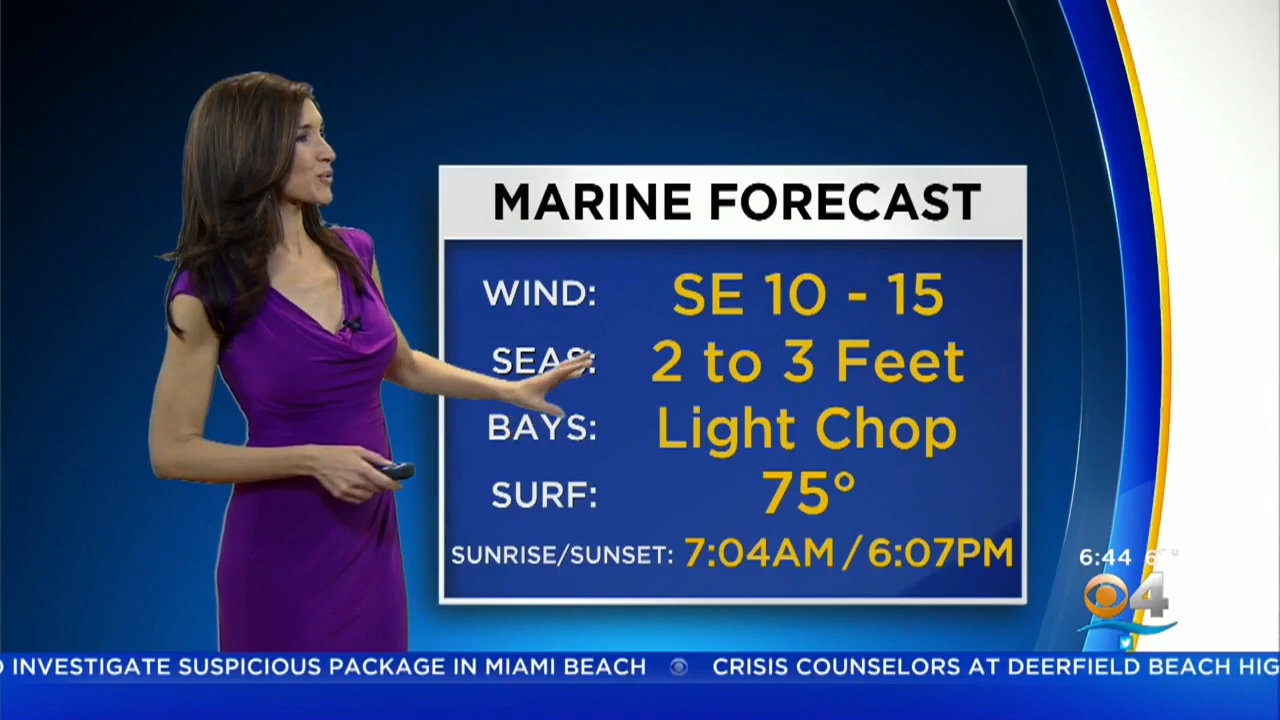 MARINE FORECAST
WIND: SE 10 - 15
SEAS: 2 to 3 Feet
BAYS: Light Chop
SURF: 75°
SUNRISE/SUNSET: 7:04AM / 6:07PM
6:44
4
INVESTIGATE SUSPICIOUS PACKAGE IN MIAMI BEACH CRISIS COUNSELORS AT DEERFIELD BEACH HIG